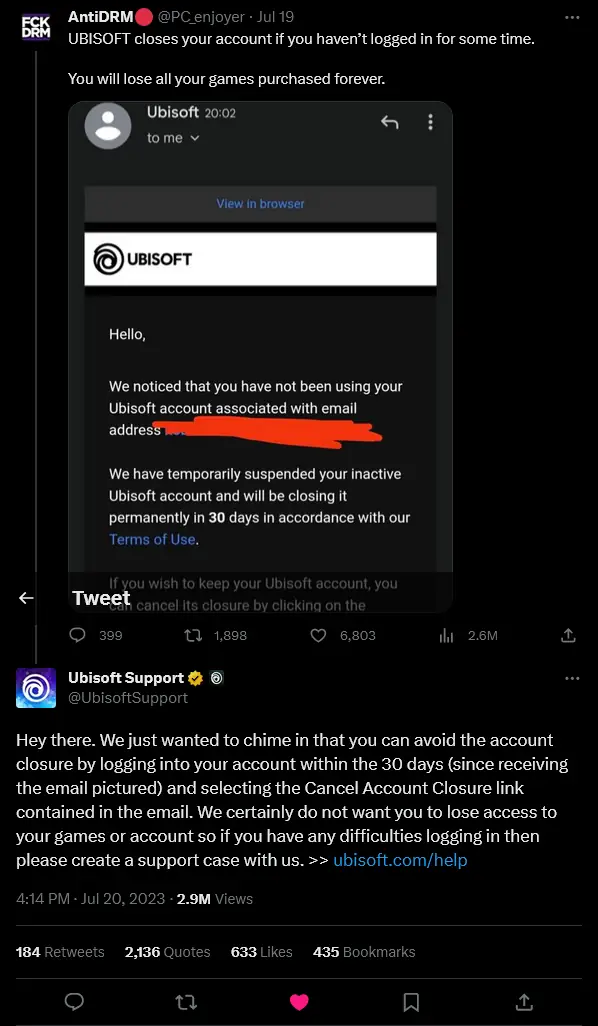 FCK
DRM
AntiDRM🔴 @PC_enjoyer · Jul 19
UBISOFT closes your account if you haven’t logged in for some time.
You will lose all your games purchased forever.
Ubisoft 20:02
to me
View in browser
UBISOFT
Hello,
We noticed that you have not been using your
Ubisoft account associated with email
address
We have temporarily suspended your inactive
Ubisoft account and will be closing it
permanently in 30 days in accordance with our
Terms of Use.
If you wish to keep your Ubisoft account, you
Tweet
can cancel its closure by clicking on the
399 1,898 6,803 2.6M
Ubisoft Support
@UbisoftSupport
Hey there. We just wanted to chime in that you can avoid the account
closure by logging into your account within the 30 days (since receiving
the email pictured) and selecting the Cancel Account Closure link
contained in the email. We certainly do not want you to lose access to
your games or account so if you have any difficulties logging in then
please create a support case with us. >> ubisoft.com/help
4:14 PM · Jul 20, 2023 · 2.9M Views
184 Retweets 2,136 Quotes 633 Likes 435 Bookmarks